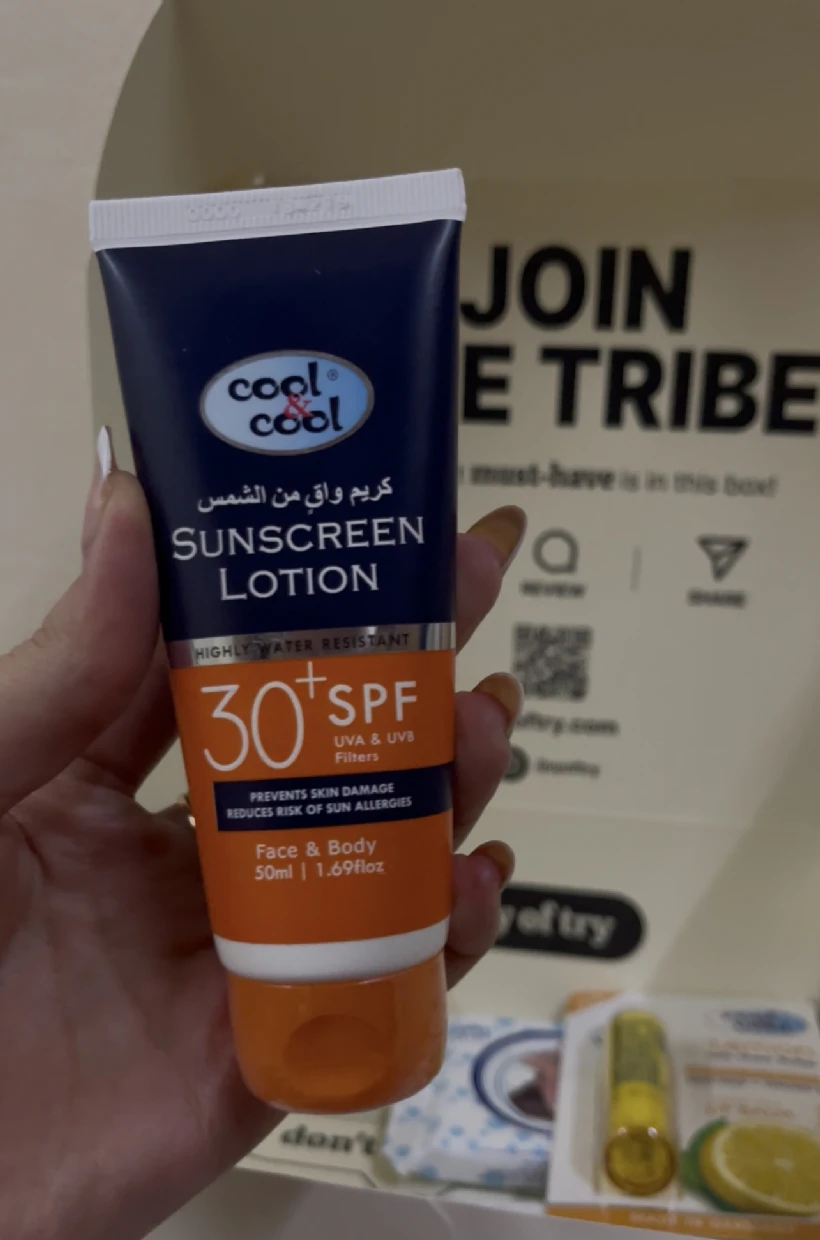 cool®
&
cool
كريم واقٍ من الشمس
SUNSCREEN
LOTION
HIGHLY WATER RESISTANT
30+ SPF
UVA & UVB
Filters
PREVENTS SKIN DAMAGE
REDUCES RISK OF SUN ALLERGIES
Face & Body
50ml | 1.69floz
JOIN
E TRIBE
must-have is in this box!
REVIEW
SHARE
y of try
don't